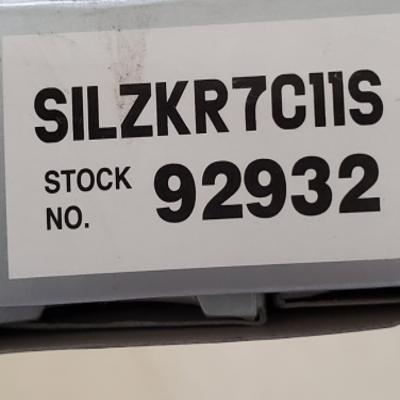 SILZKR7C11S
STOCK
NO.
92932